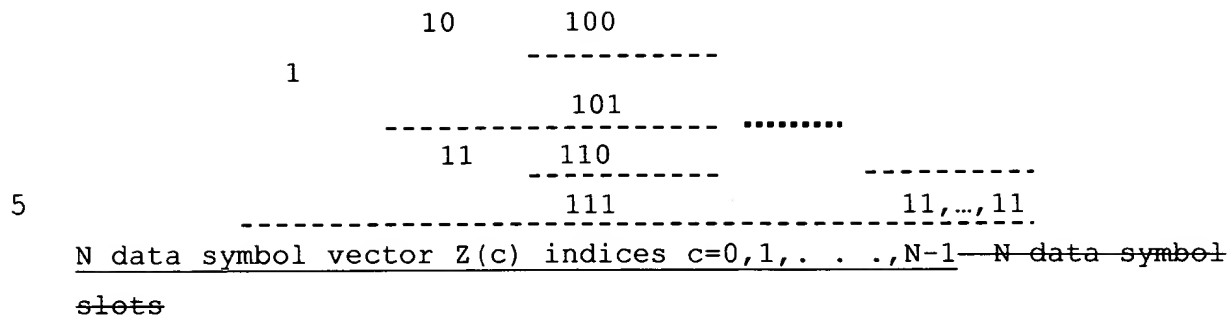 10 100
1
101
11 110
5 111 11,…,11
N data symbol vector Z(c) indices c=0,1,. . .,N-1 N data symbol
slots